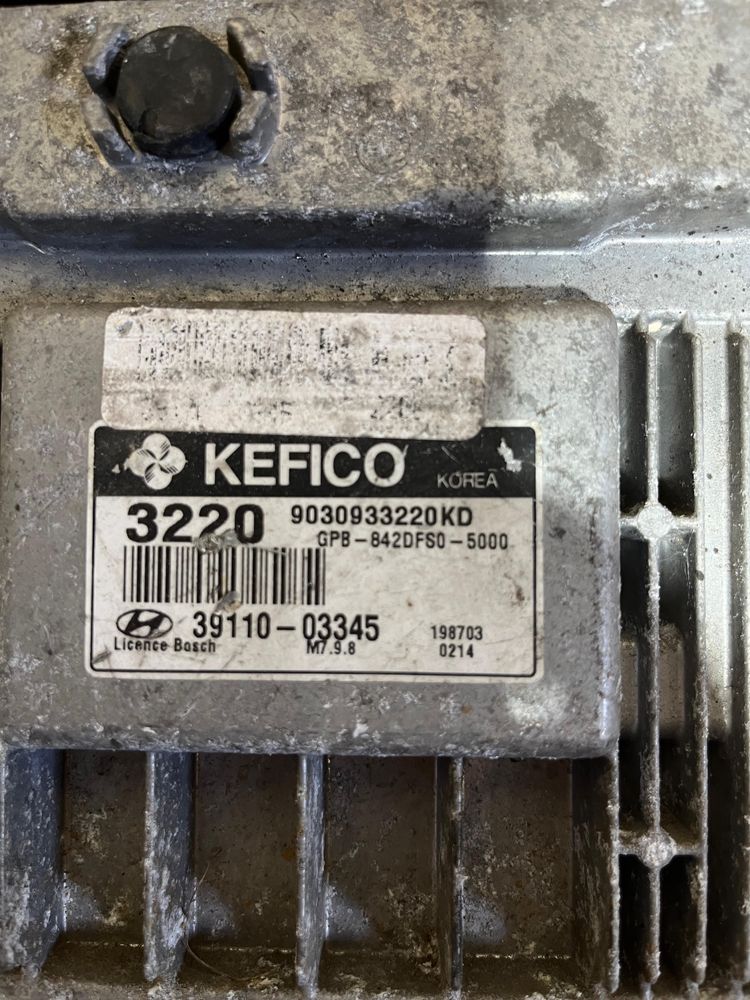 KEFICO KOREA
3220 9030933220KD
GPB-842DFS0-5000
39110-03345 198703
Licence Bosch M7.9.8 0214